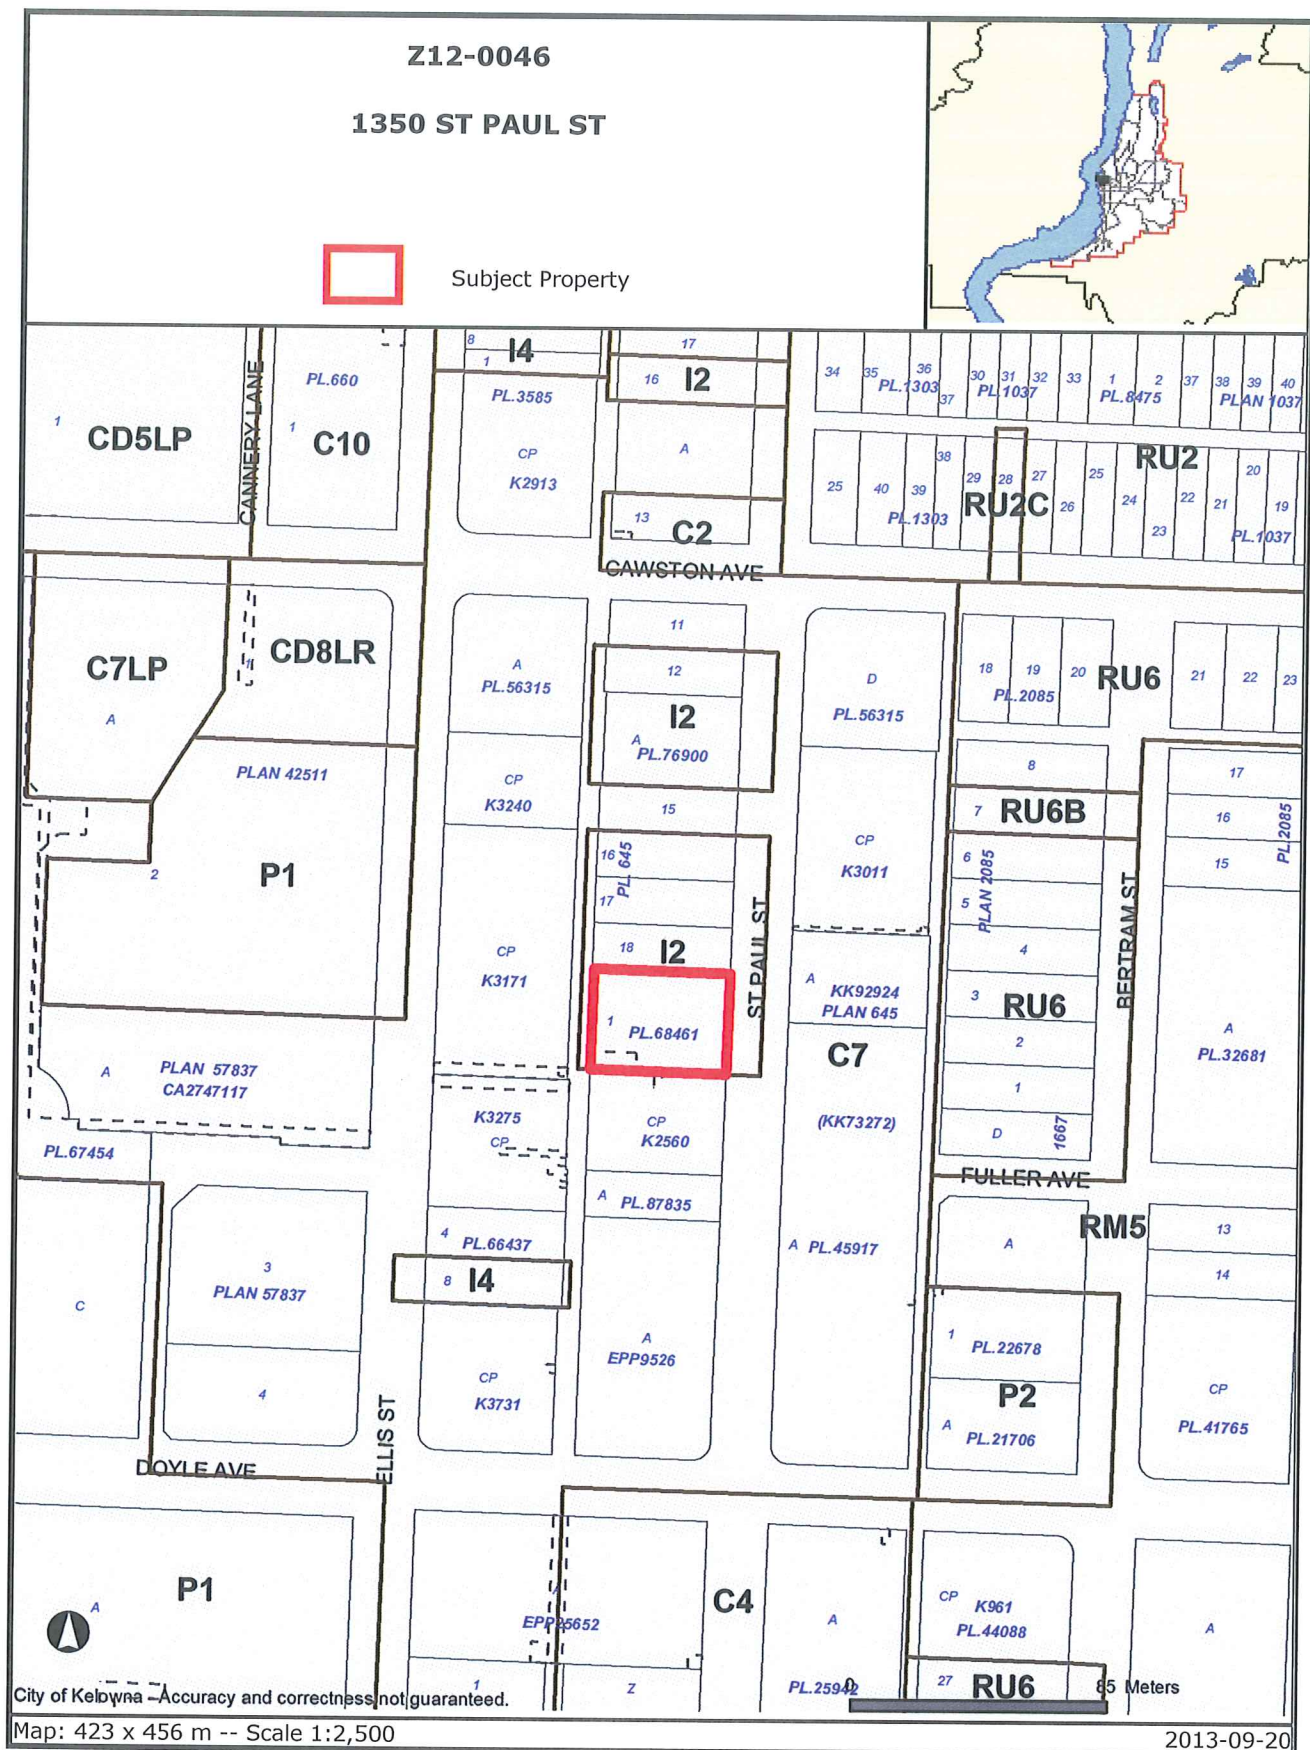 Z12-0046
1350 ST PAUL ST
Subject Property
8
I4
1
17
16
I2
34
35
36
PL.1303
37
30
31
PL.1037
32
33
1
PL.8475
2
37
38
39
40
PLAN 1037
PL.660
1
C10
1
CD5LP
CANNERY LANE
PL.3585
CP
K2913
A
13
C2
CAWSTON AVE
25
40
39
38
PL.1303
29
28
27
RU2C
26
25
24
23
22
21
20
19
PL.1037
RU2
C7LP
A
1
CD8LR
A
PL.56315
11
12
I2
A
PL.76900
15
D
PL.56315
18
19
20
PL.2085
RU6
21
22
23
PLAN 42511
P1
2
CP
K3240
CP
K3171
16
PL. 645
17
18
I2
1
PL.68461
ST PAUL ST
CP
K3011
A
KK92924
PLAN 645
C7
(KK73272)
8
7
RU6B
6
5
PLAN 2085
4
3
RU6
2
1
D
1667
BERTRAM ST
17
16
15
PL.2085
A
PL.32681
A
PLAN 57837
CA2747117
PL.67454
K3275
CP
CP
K2560
A
PL.87835
FULLER AVE
C
3
PLAN 57837
4
4
PL.66437
8
I4
A
EPP9526
A
PL.45917
A
RM5
13
14
1
PL.22678
P2
A
PL.21706
CP
PL.41765
CP
K3731
ELLIS ST
DOYLE AVE
P1
A
A
EPP25652
1
Z
C4
A
PL.25942
CP
K961
PL.44088
27
RU6
A
0
85 Meters
City of Kelowna - Accuracy and correctness not guaranteed.
Map: 423 x 456 m -- Scale 1:2,500
2013-09-20